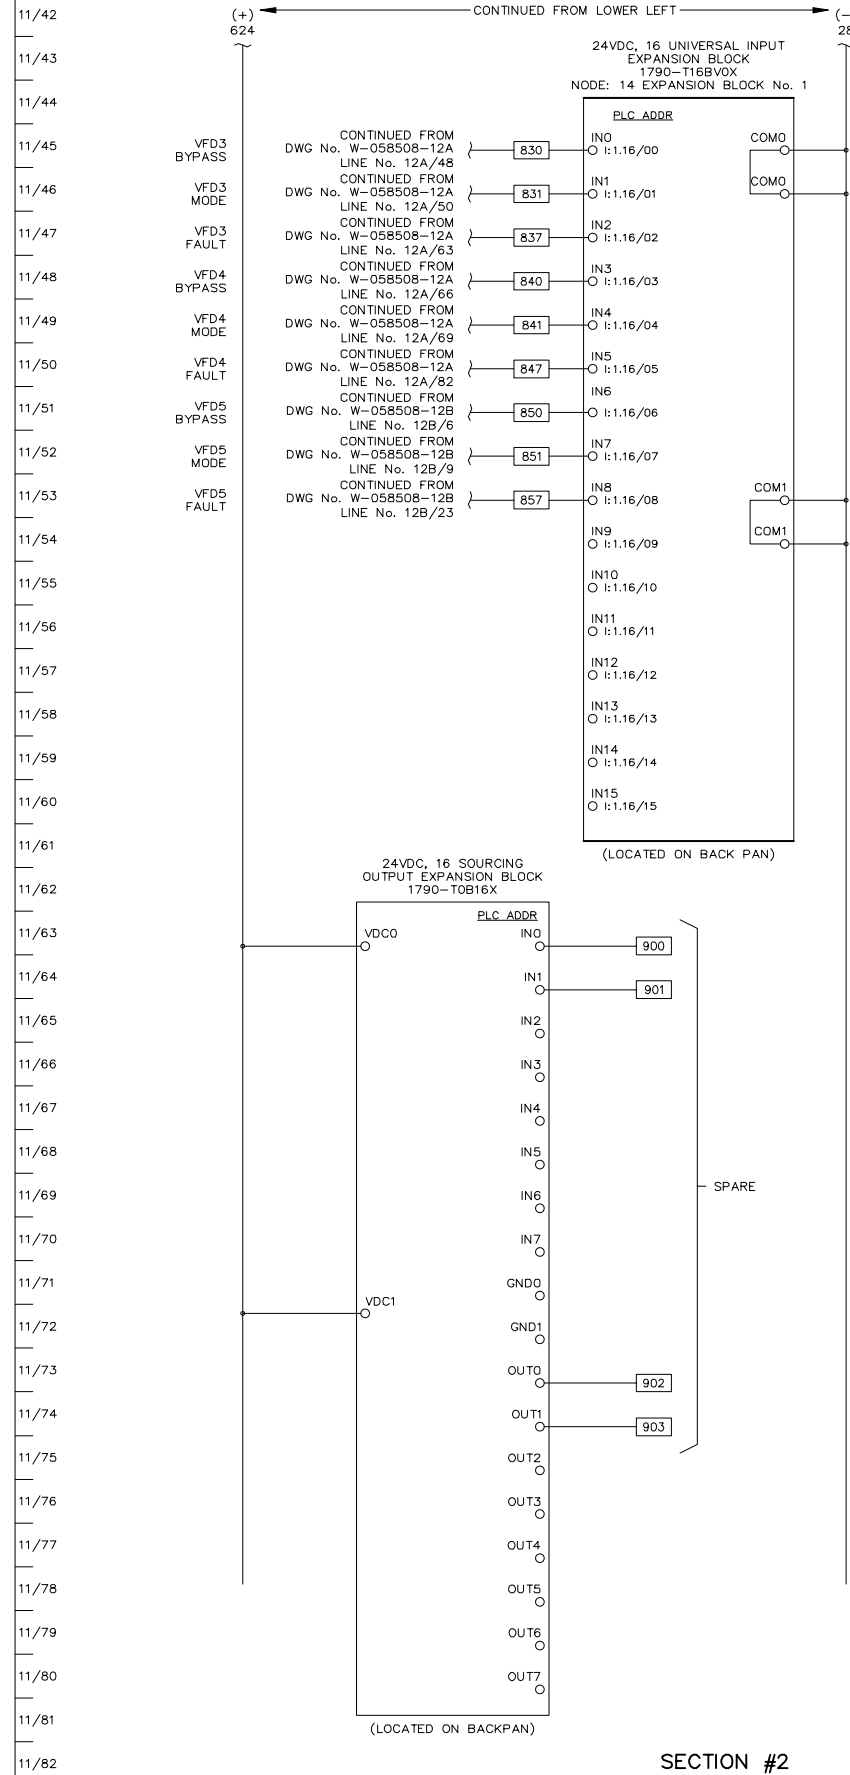 11/42
(+)
624
CONTINUED FROM LOWER LEFT
(–
28
11/43
24VDC, 16 UNIVERSAL INPUT
EXPANSION BLOCK
1790–T16BV0X
NODE: 14 EXPANSION BLOCK No. 1
11/44
PLC ADDR
11/45
VFD3
BYPASS
CONTINUED FROM
DWG No. W–058508–12A
LINE No. 12A/48
830
IN0
I:1.16/00
COM0
11/46
VFD3
MODE
CONTINUED FROM
DWG No. W–058508–12A
LINE No. 12A/50
831
IN1
I:1.16/01
COM0
11/47
VFD3
FAULT
CONTINUED FROM
DWG No. W–058508–12A
LINE No. 12A/63
837
IN2
I:1.16/02
11/48
VFD4
BYPASS
CONTINUED FROM
DWG No. W–058508–12A
LINE No. 12A/66
840
IN3
I:1.16/03
11/49
VFD4
MODE
CONTINUED FROM
DWG No. W–058508–12A
LINE No. 12A/69
841
IN4
I:1.16/04
11/50
VFD4
FAULT
CONTINUED FROM
DWG No. W–058508–12A
LINE No. 12A/82
847
IN5
I:1.16/05
11/51
VFD5
BYPASS
CONTINUED FROM
DWG No. W–058508–12B
LINE No. 12B/6
850
IN6
I:1.16/06
11/52
VFD5
MODE
CONTINUED FROM
DWG No. W–058508–12B
LINE No. 12B/9
851
IN7
I:1.16/07
11/53
VFD5
FAULT
CONTINUED FROM
DWG No. W–058508–12B
LINE No. 12B/23
857
IN8
I:1.16/08
COM1
11/54
IN9
I:1.16/09
COM1
11/55
IN10
I:1.16/10
11/56
IN11
I:1.16/11
11/57
IN12
I:1.16/12
11/58
IN13
I:1.16/13
11/59
IN14
I:1.16/14
11/60
IN15
I:1.16/15
11/61
(LOCATED ON BACK PAN)
24VDC, 16 SOURCING
OUTPUT EXPANSION BLOCK
1790–T0B16X
11/62
PLC ADDR
11/63
VDC0
IN0
900
11/64
IN1
901
11/65
IN2
11/66
IN3
11/67
IN4
11/68
IN5
11/69
IN6
SPARE
11/70
IN7
11/71
GND0
VDC1
11/72
GND1
11/73
OUT0
902
11/74
OUT1
903
11/75
OUT2
11/76
OUT3
11/77
OUT4
11/78
OUT5
11/79
OUT6
11/80
OUT7
11/81
(LOCATED ON BACKPAN)
11/82
SECTION #2